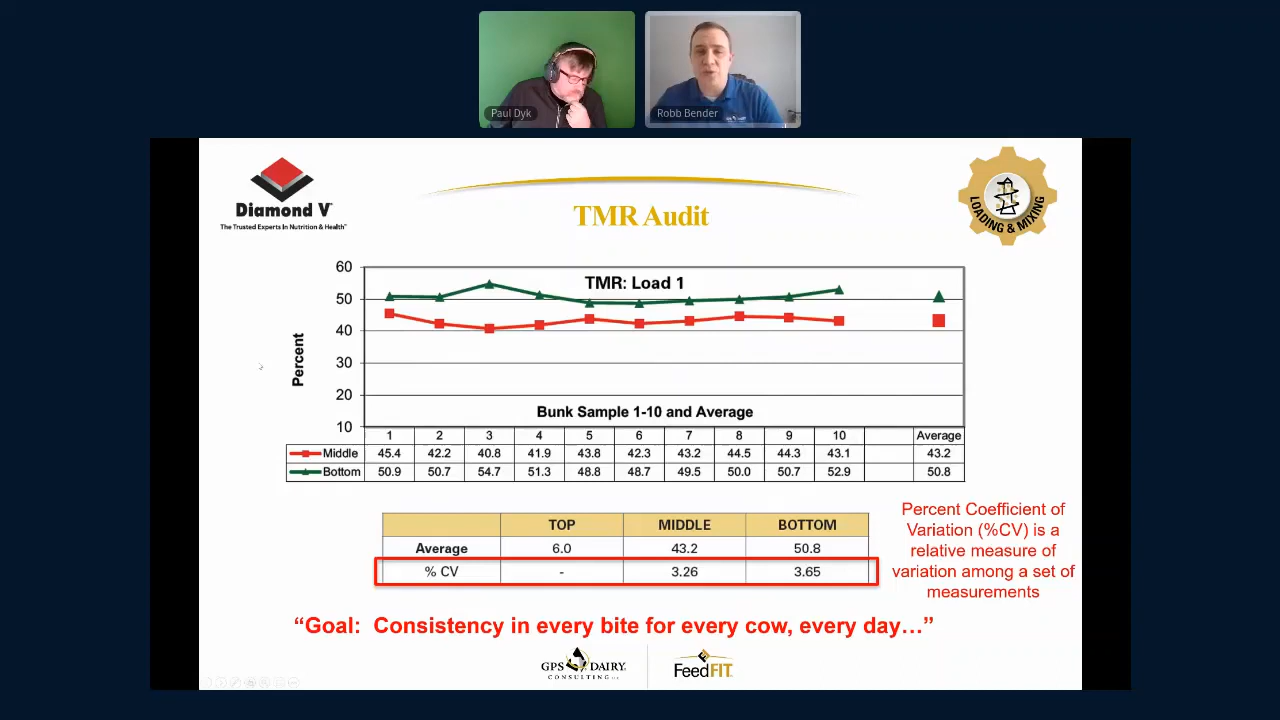 Paul Dyk
Robb Bender
Diamond V
The Trusted Experts In Nutrition & Health
TMR Audit
LOADING & MIXING
TMR: Load 1
60
50
40
30
20
10
Percent
Bunk Sample 1-10 and Average
1 2 3 4 5 6 7 8 9 10 Average
Middle 45.4 42.2 40.8 41.9 43.8 42.3 43.2 44.5 44.3 43.1 43.2
Bottom 50.9 50.7 54.7 51.3 48.8 48.7 49.5 50.0 50.7 52.9 50.8
TOP MIDDLE BOTTOM
Average 6.0 43.2 50.8
% CV - 3.26 3.65
Percent Coefficient of
Variation (%CV) is a
relative measure of
variation among a set of
measurements
“Goal: Consistency in every bite for every cow, every day…”
GPS DAIRY
CONSULTING
FeedFIT